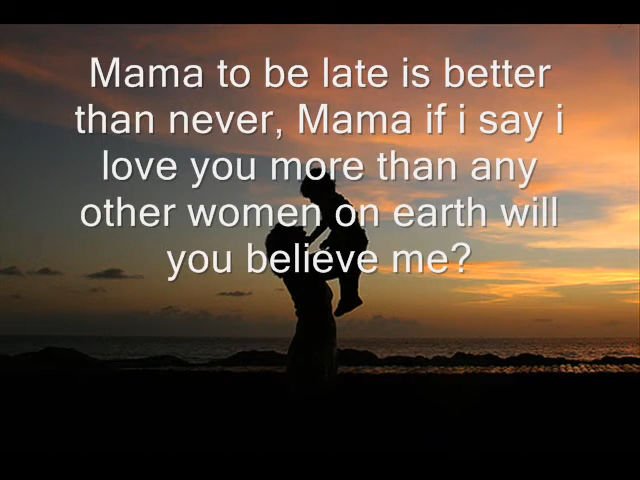 Mama to be late is better
than never, Mama if i say i
love you more than any
other women on earth will
you believe me?